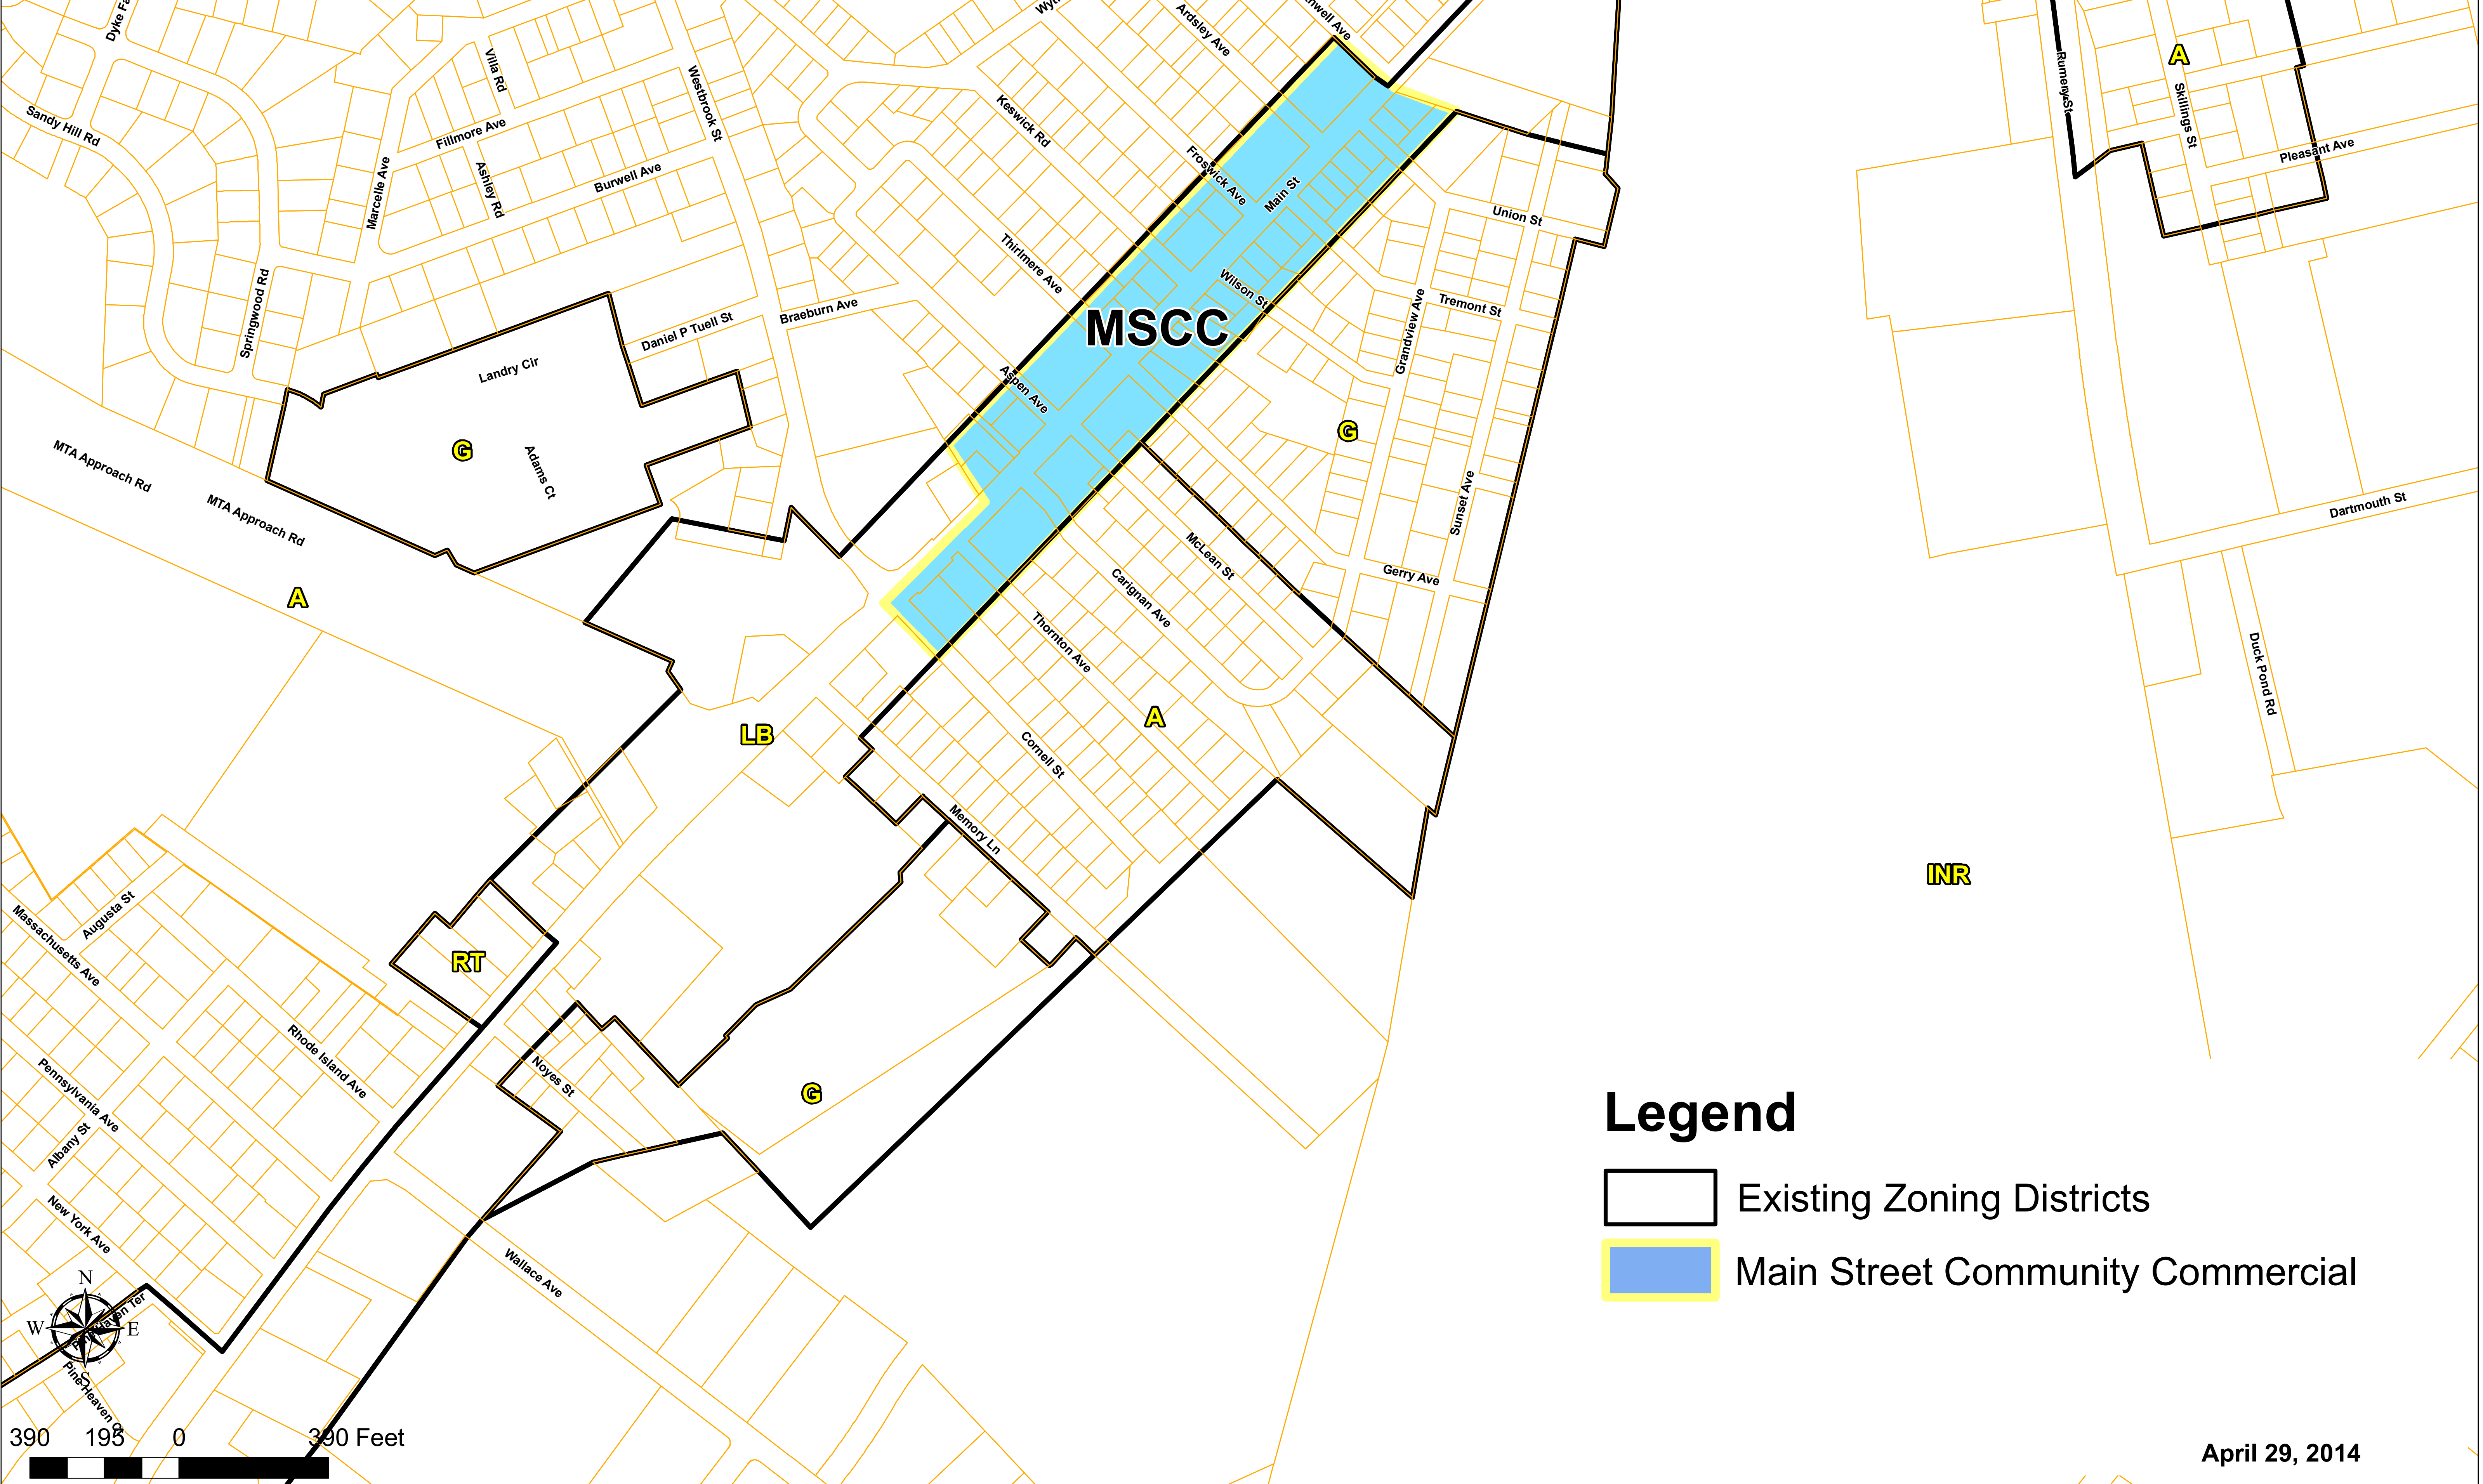 Ardsley Ave
A
Villa Rd
Westbrook St
Rumery St
Skillings St
Sandy Hill Rd
Fillmore Ave
Keswick Rd
Pleasant Ave
Ashley Rd
Burwell Ave
Marcelle Ave
Froswick Ave
Main St
Union St
Thirlmere Ave
Wilson St
Springwood Rd
Daniel P Tuell St
Braeburn Ave
MSCC
Grandview Ave
Tremont St
Landry Cir
Aspen Ave
G
G
Adams Ct
MTA Approach Rd
MTA Approach Rd
Sunset Ave
Dartmouth St
McLean St
Gerry Ave
Carignan Ave
A
Thornton Ave
Duck Pond Rd
A
LB
Cornell St
Memory Ln
INR
Augusta St
Massachusetts Ave
RT
Rhode Island Ave
Noyes St
Pennsylvania Ave
G
Albany St
Legend
Existing Zoning Districts
New York Ave
Wallace Ave
Main Street Community Commercial
N
W
E
S
390 195 0 390 Feet
April 29, 2014